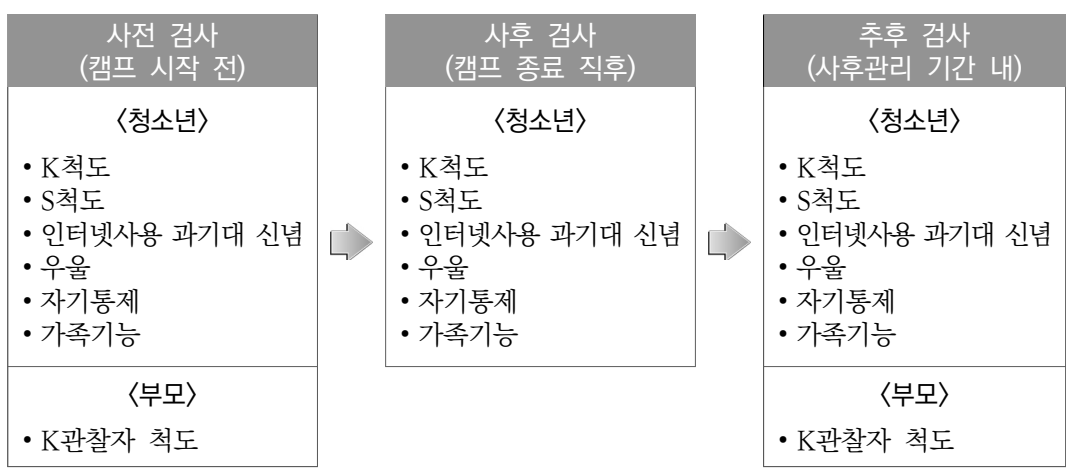 사전 검사
(캠프 시작 전)
〈청소년〉
• K척도
• S척도
• 인터넷사용 과기대 신념
• 우울
• 자기통제
• 가족기능
〈부모〉
• K관찰자 척도
사후 검사
(캠프 종료 직후)
〈청소년〉
• K척도
• S척도
• 인터넷사용 과기대 신념
• 우울
• 자기통제
• 가족기능
추후 검사
(사후관리 기간 내)
〈청소년〉
• K척도
• S척도
• 인터넷사용 과기대 신념
• 우울
• 자기통제
• 가족기능
〈부모〉
• K관찰자 척도